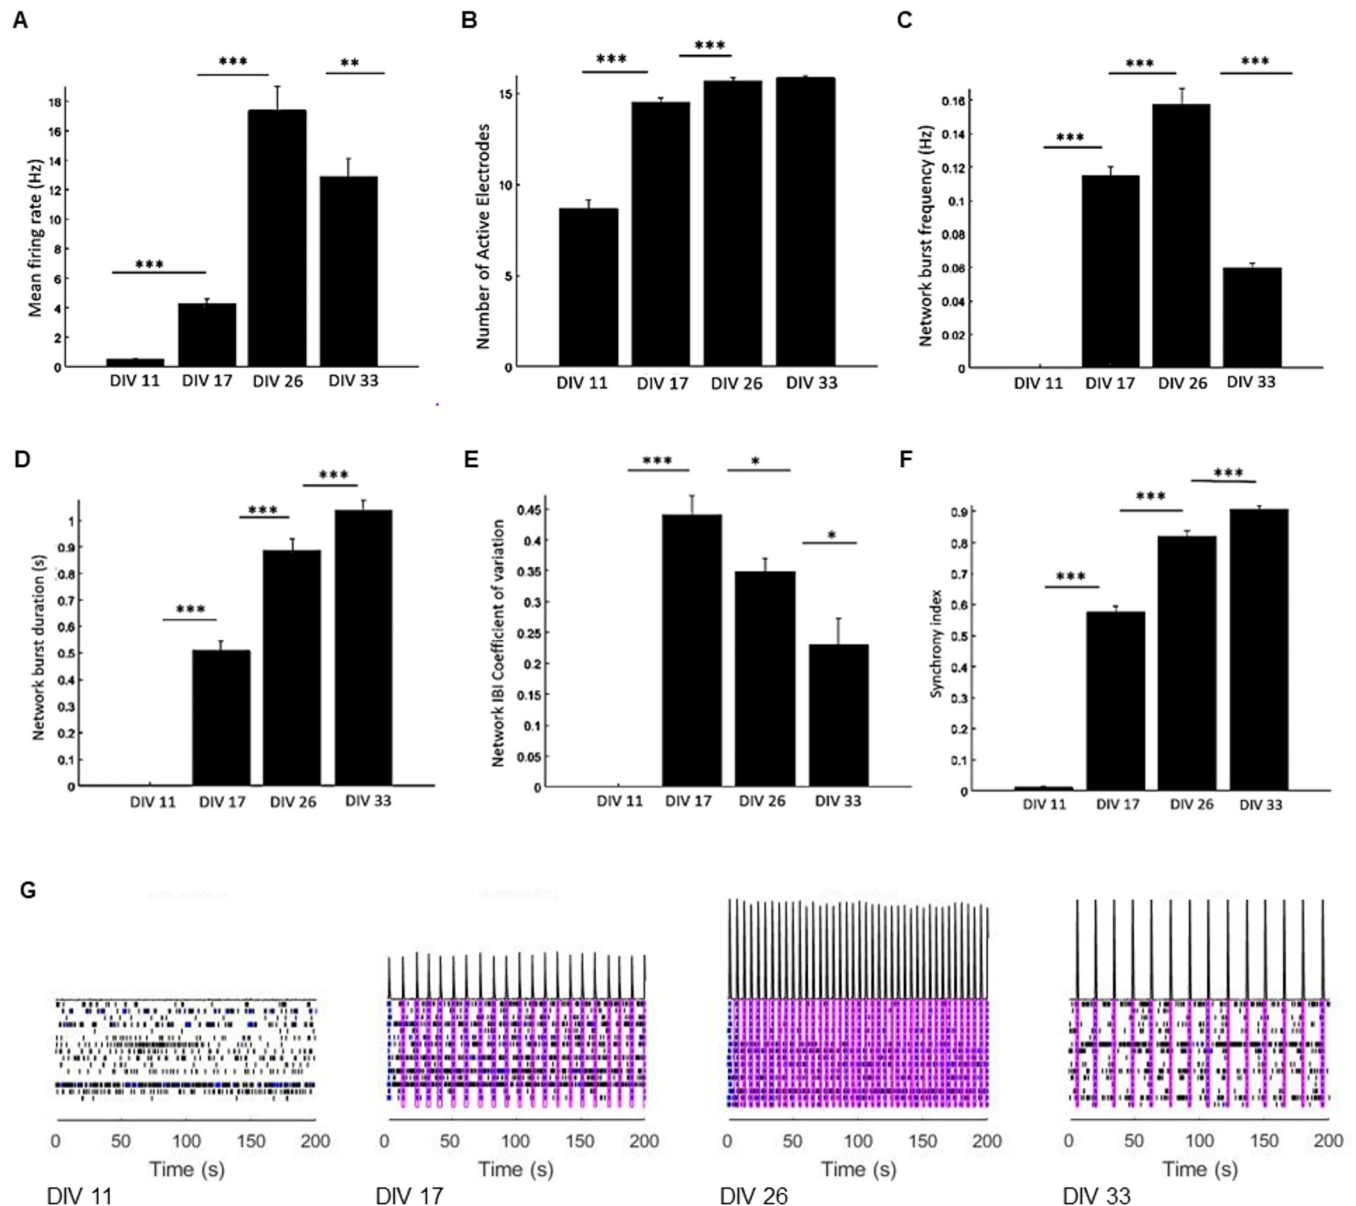 A
Mean firing rate (Hz)
18
16
14
12
10
8
6
4
2
0
***
***
**
DIV 11 DIV 17 DIV 26 DIV 33
B
Number of Active Electrodes
15
10
5
0
***
***
DIV 11 DIV 17 DIV 26 DIV 33
C
Network burst frequency (Hz)
0.16
0.14
0.12
0.1
0.08
0.06
0.04
0.02
0
***
***
***
DIV 11 DIV 17 DIV 26 DIV 33
D
Network burst duration (s)
1
0.9
0.8
0.7
0.6
0.5
0.4
0.3
0.2
0.1
0
***
***
***
DIV 11 DIV 17 DIV 26 DIV 33
E
Network IBI Coefficient of variation
0.45
0.4
0.35
0.3
0.25
0.2
0.15
0.1
0.05
0
***
*
*
DIV 11 DIV 17 DIV 26 DIV 33
F
Synchrony index
0.9
0.8
0.7
0.6
0.5
0.4
0.3
0.2
0.1
0
***
***
***
DIV 11 DIV 17 DIV 26 DIV 33
G
0 50 100 150 200
Time (s)
DIV 11
0 50 100 150 200
Time (s)
DIV 17
0 50 100 150 200
Time (s)
DIV 26
0 50 100 150 200
Time (s)
DIV 33